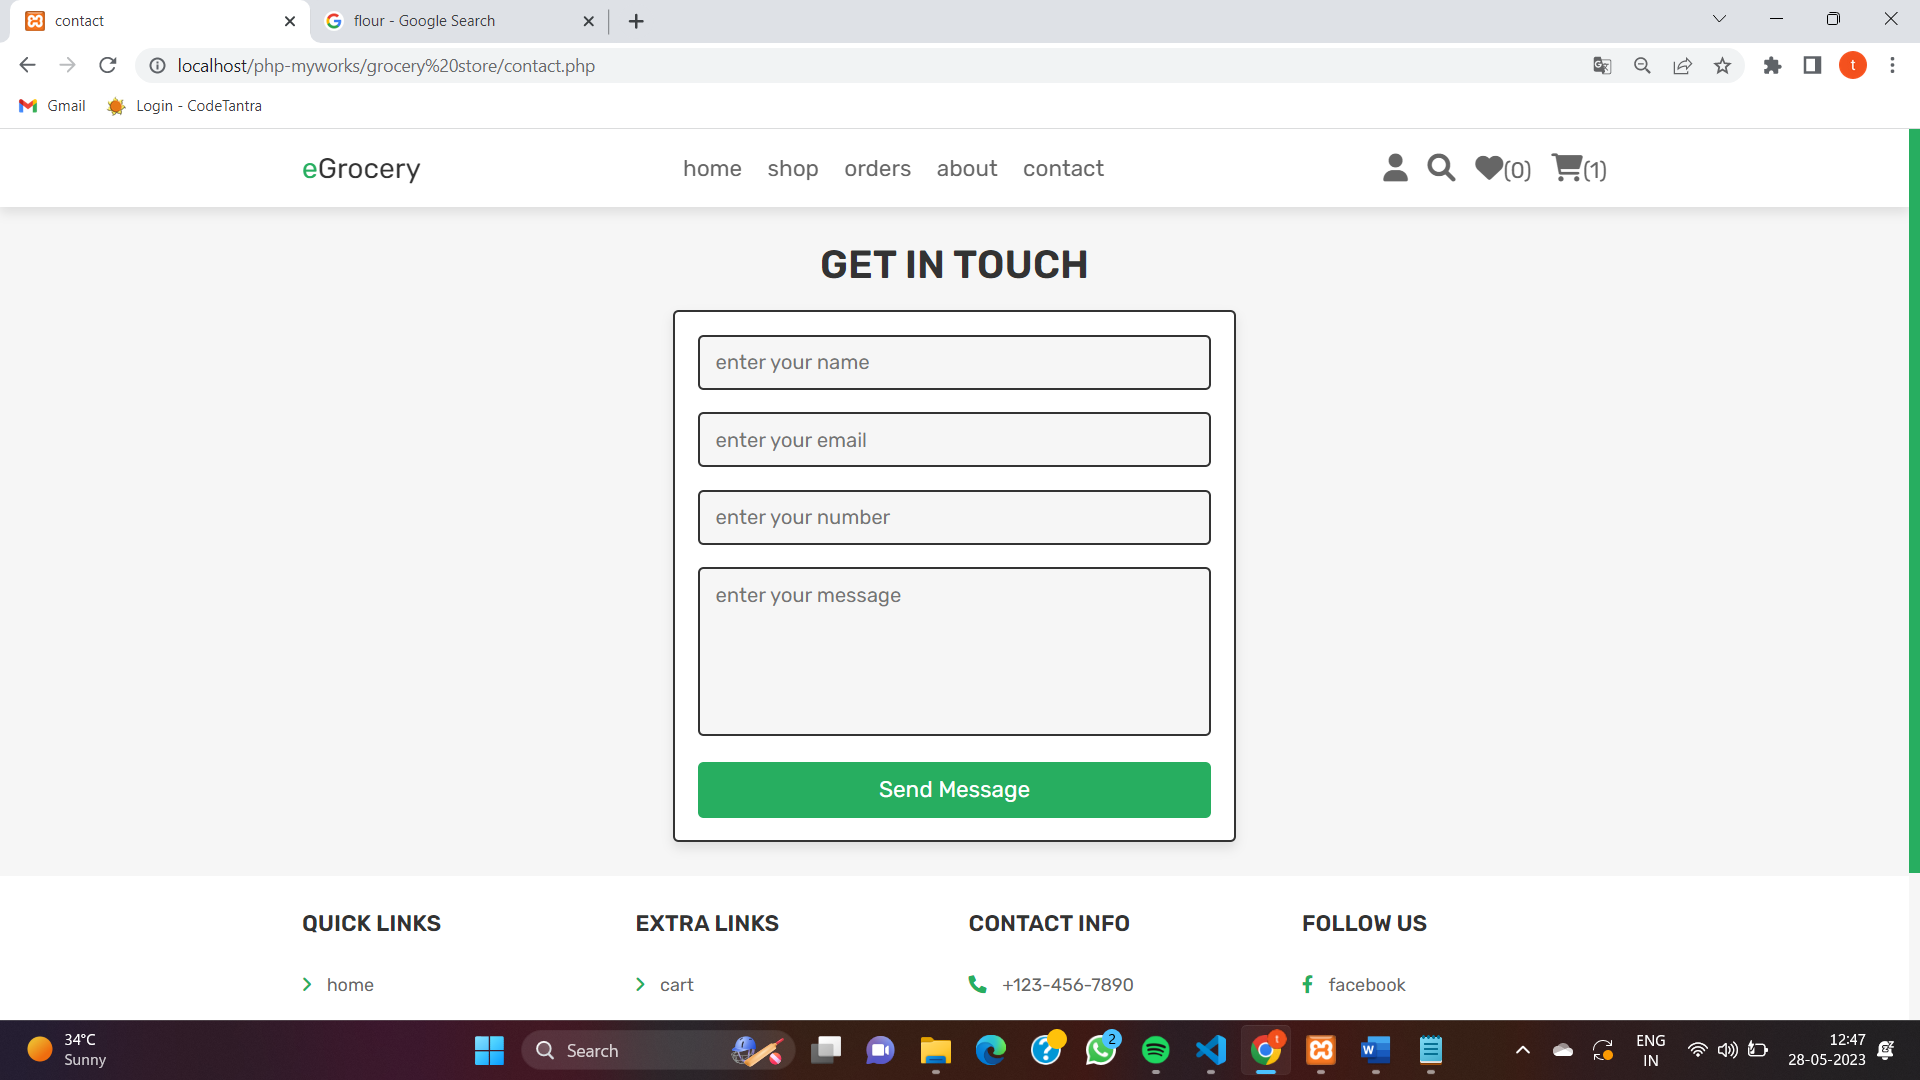 contact
flour - Google Search
localhost/php-myworks/grocery%20store/contact.php
t
Gmail
Login - CodeTantra
eGrocery
home shop orders about contact
(0) (1)
GET IN TOUCH
enter your name
enter your email
enter your number
enter your message
Send Message
QUICK LINKS EXTRA LINKS CONTACT INFO FOLLOW US
home cart +123-456-7890 facebook
34°C
Sunny
Search
2
t
ENG
IN
12:47
28-05-2023